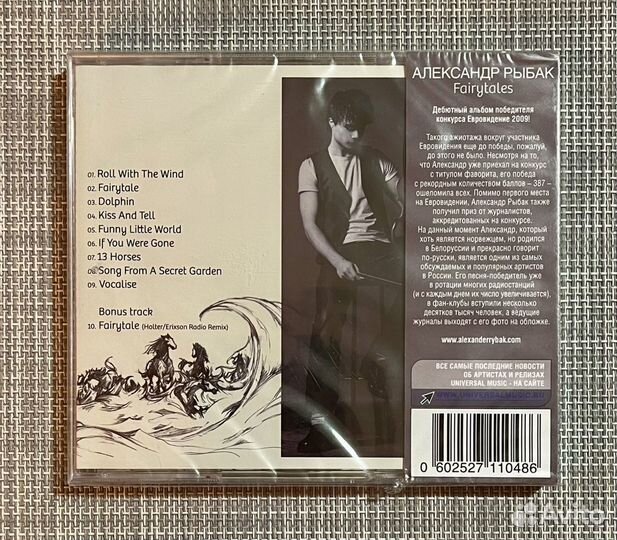 01. Roll With The Wind
02. Fairytale
03. Dolphin
04. Kiss And Tell
05. Funny Little World
06. If You Were Gone
07. 13 Horses
08. Song From A Secret Garden
09. Vocalise
Bonus track
10. Fairytale (Holter/Erixson Radio Remix)
АЛЕКСАНДР РЫБАК
Fairytales
Дебютный альбом победителя
конкурса Евровидение 2009!
Такого ажиотажа вокруг участника
Евровидения еще до победы, пожалуй,
до этого не было. Несмотря на то,
что Александр уже приехал на конкурс
с титулом фаворита, его победа
с рекордным количеством баллов – 387 –
ошеломила всех. Помимо первого места
на Евровидении, Александр Рыбак также
получил приз от журналистов,
аккредитованных на конкурсе.
На данный момент Александр, который
хоть является норвежцем, но родился
в Белоруссии и прекрасно говорит
по-русски, является одним из самых
обсуждаемых и популярных артистов
в России. Его песня-победитель уже
в ротации многих радиостанций
(и с каждым днем их число увеличивается),
в фан-клубы вступили несколько
десятков тысяч человек, а ведущие
журналы выходят с его фото на обложке.
www.alexanderrybak.com
ВСЕ САМЫЕ ПОСЛЕДНИЕ НОВОСТИ
ОБ АРТИСТАХ И РЕЛИЗАХ
UNIVERSAL MUSIC - НА САЙТЕ
WWW.UNIVERSALMUSIC.RU
0 602527 110486
Avito